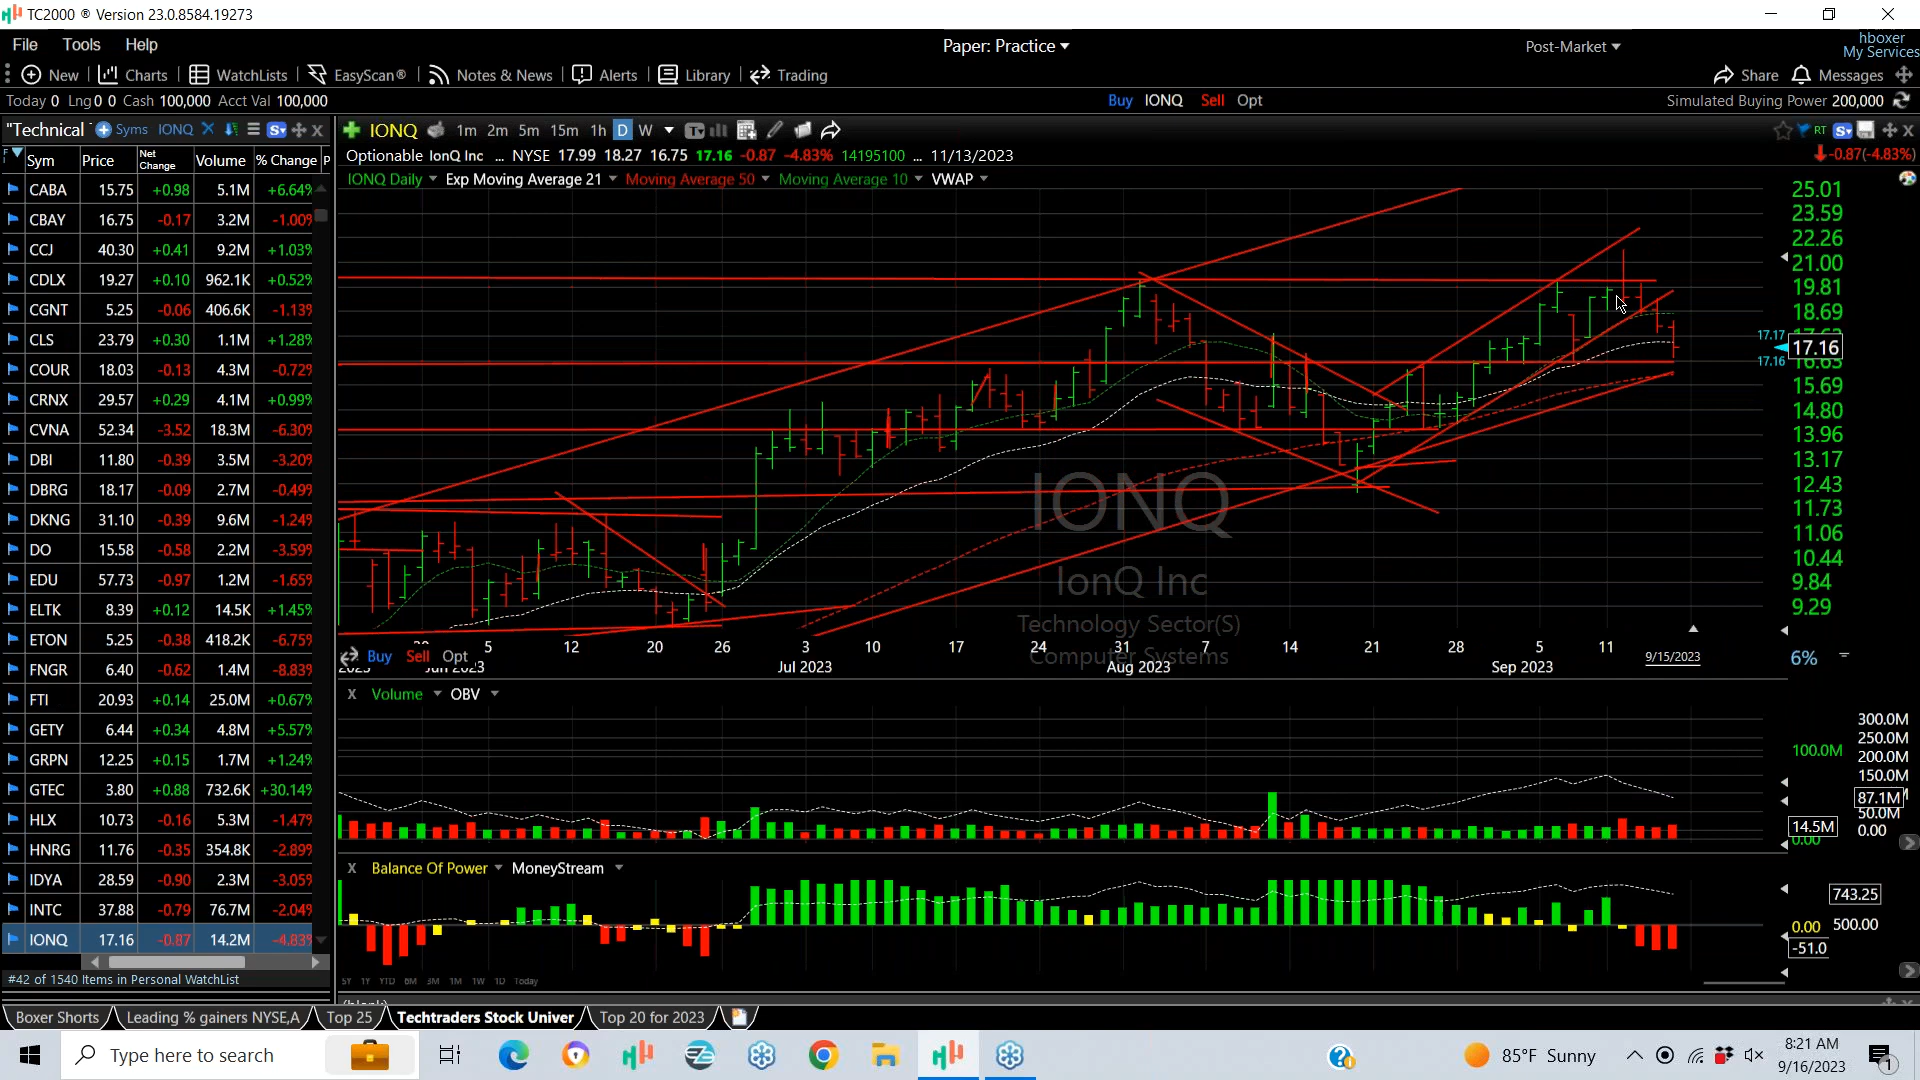 TC2000 ® Version 23.0.8584.19273
File Tools Help
Paper: Practice
Post-Market
hboxer
My Services
New Charts WatchLists EasyScan® Notes & News Alerts Library Trading
Share Messages
Today 0 Lng 0 0 Cash 100,000 Acct Val 100,000
Buy IONQ Sell Opt
Simulated Buying Power 200,000
"Technical Syms IONQ
Sym Price Net Change Volume % Change P
CABA 15.75 +0.98 5.1M +6.64%
CBAY 16.75 -0.17 3.2M -1.00%
CCJ 40.30 +0.41 9.2M +1.03%
CDLX 19.27 +0.10 962.1K +0.52%
CGNT 5.25 -0.06 406.6K -1.13%
CLS 23.79 +0.30 1.1M +1.28%
COUR 18.03 -0.13 4.3M -0.72%
CRNX 29.57 +0.29 4.1M +0.99%
CVNA 52.34 -3.52 18.3M -6.30%
DBI 11.80 -0.39 3.5M -3.20%
DBRG 18.17 -0.09 2.7M -0.49%
DKNG 31.10 -0.39 9.6M -1.24%
DO 15.58 -0.58 2.2M -3.59%
EDU 57.73 -0.97 1.2M -1.65%
ELTK 8.39 +0.12 14.5K +1.45%
ETON 5.25 -0.38 418.2K -6.75%
FNGR 6.40 -0.62 1.4M -8.83%
FTI 20.93 +0.14 25.0M +0.67%
GETY 6.44 +0.34 4.8M +5.57%
GRPN 12.25 +0.15 1.7M +1.24%
GTEC 3.80 +0.88 732.6K +30.14%
HLX 10.73 -0.16 5.3M -1.47%
HNRG 11.76 -0.35 354.8K -2.89%
IDYA 28.59 -0.90 2.3M -3.05%
INTC 37.88 -0.79 76.7M -2.04%
IONQ 17.16 -0.87 14.2M -4.83%
#42 of 1540 Items in Personal WatchList
IONQ 1m 2m 5m 15m 1h D W
RT
Optionable IonQ Inc ... NYSE 17.99 18.27 16.75 17.16 -0.87 -4.83% 14195100 ... 11/13/2023
-0.87(-4.83%)
IONQ Daily Exp Moving Average 21 Moving Average 50 Moving Average 10 VWAP
25.01
23.59
22.26
21.00
19.81
18.69
17.17
17.16
17.16
15.69
14.80
13.96
13.17
12.43
11.73
11.06
10.44
9.84
9.29
6%
IONQ
IonQ Inc
Technology Sector(S)
Computer Systems
5 12 20 26 3 10 17 24 31 7 14 21 28 5 11
Jul 2023 Aug 2023 Sep 2023 9/15/2023
Buy Sell Opt
X Volume OBV
300.0M
250.0M
100.0M 200.0M
150.0M
87.1M
50.0M
14.5M 0.00
X Balance Of Power MoneyStream
743.25
0.00 500.00
-51.0
5Y 1Y YTD 6M 3M 1M 1W 1D Today
Boxer Shorts Leading % gainers NYSE,A Top 25 Techtraders Stock Univer Top 20 for 2023
Type here to search
85°F Sunny
8:21 AM
9/16/2023
1